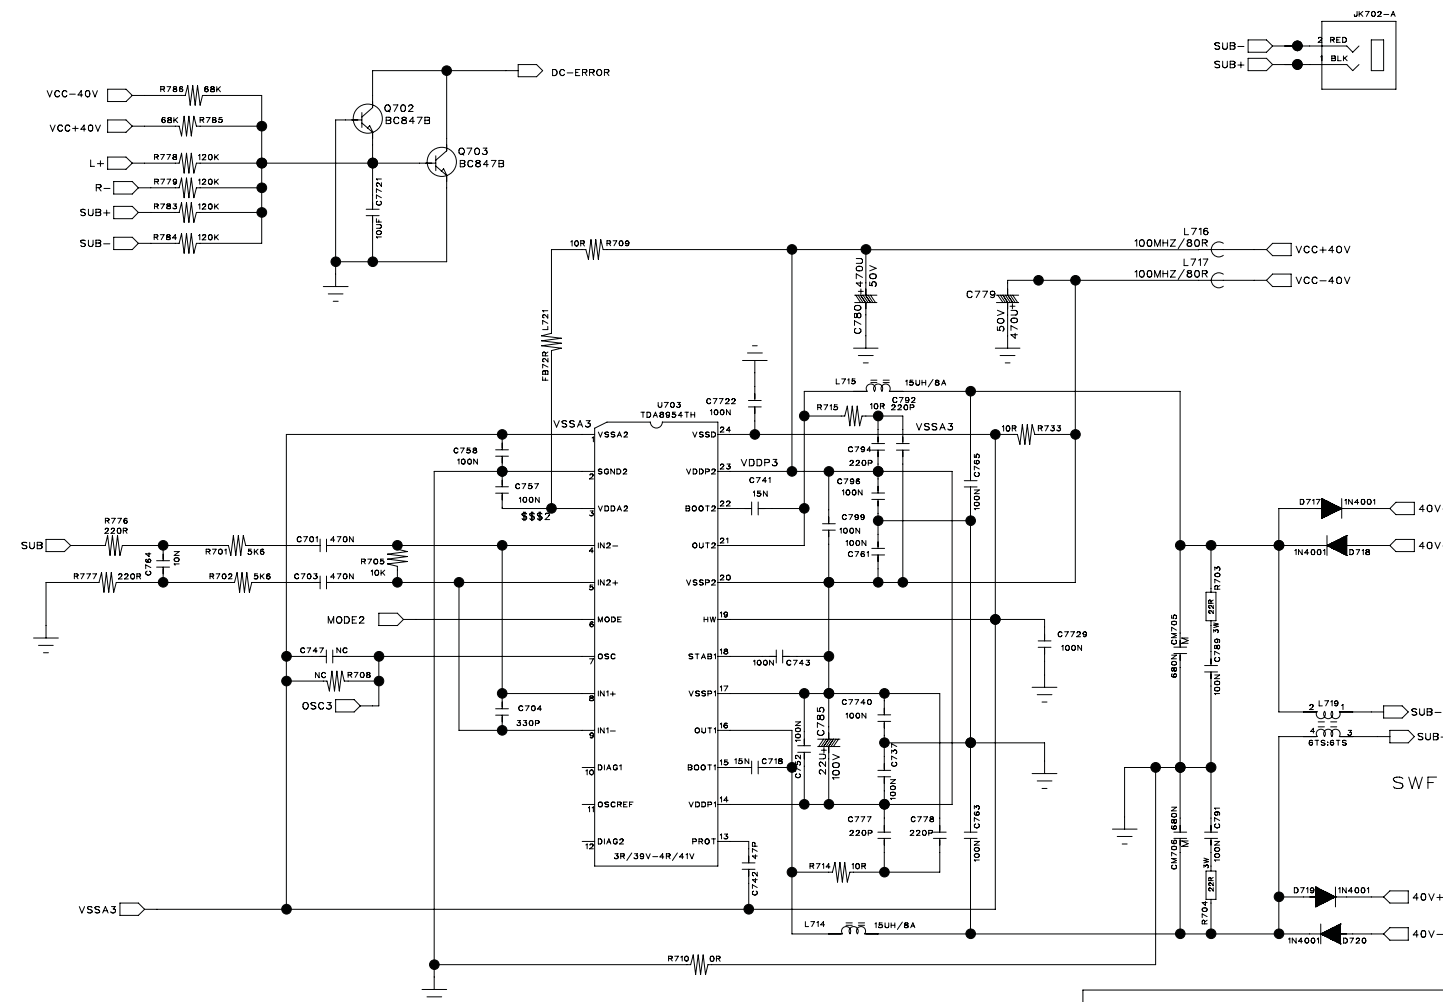 JK702-A
SUB- 2 RED
SUB+ 1 BLK
DC-ERROR
VCC-40V R786 68K
Q702
BC847B
VCC+40V 68K R785
Q703
BC847B
L+ R778 120K
R- R779 120K
C7721
10UF
SUB+ R783 120K
SUB- R784 120K
10R R709
L716
100MHZ/80R VCC+40V
L717
100MHZ/80R VCC-40V
C780 +470U
50V
C779
50V
470U+
L721
FB72R
L715 15UH/8A
C7722
100N
R715 10R C792
220P
U703
TDA8954TH
VSSA3
VSSA3
10R R733
1 VSSA2 VSSD 24
2 SGND2 VDDP2 23
3 VDDA2 BOOT2 22
4 IN2- OUT2 21
5 IN2+ VSSP2 20
6 MODE HW 19
7 OSC STAB1 18
8 IN1+ VSSP1 17
9 IN1- OUT1 16
10 DIAG1 BOOT1 15
11 OSCREF VDDP1 14
12 DIAG2 PROT 13
3R/39V-4R/41V
C758
100N
C757
100N
$$$2
VDDP3
C741
15N
C794
220P
C796
100N
C799
100N
100N
C761
C765
100N
R776
220R
SUB
C764
10N
R701 5K6
C701 470N
R705
10K
R777 220R
R702 5K6
C703 470N
MODE2
C747 NC
NC R708
OSC3
C704
330P
100N C743
C7729
100N
C7740
100N
C785
22U+
100V
100N
C752
C737
100N
15N C718
C777
220P
C778
220P
C763
100N
47P
C742
R714 10R
VSSA3
L714 15UH/8A
R710 0R
D717 1N4001
1N4001 D718
R703
22R
3W
C789
100N
CM705
680N
M
L719
2 1
4 3
6TS:6TS
SUB-
SWF
680N
CM706
M
C791
100N
3W
22R
R704
D719 1N4001
40V+
1N4001 D720
40V-